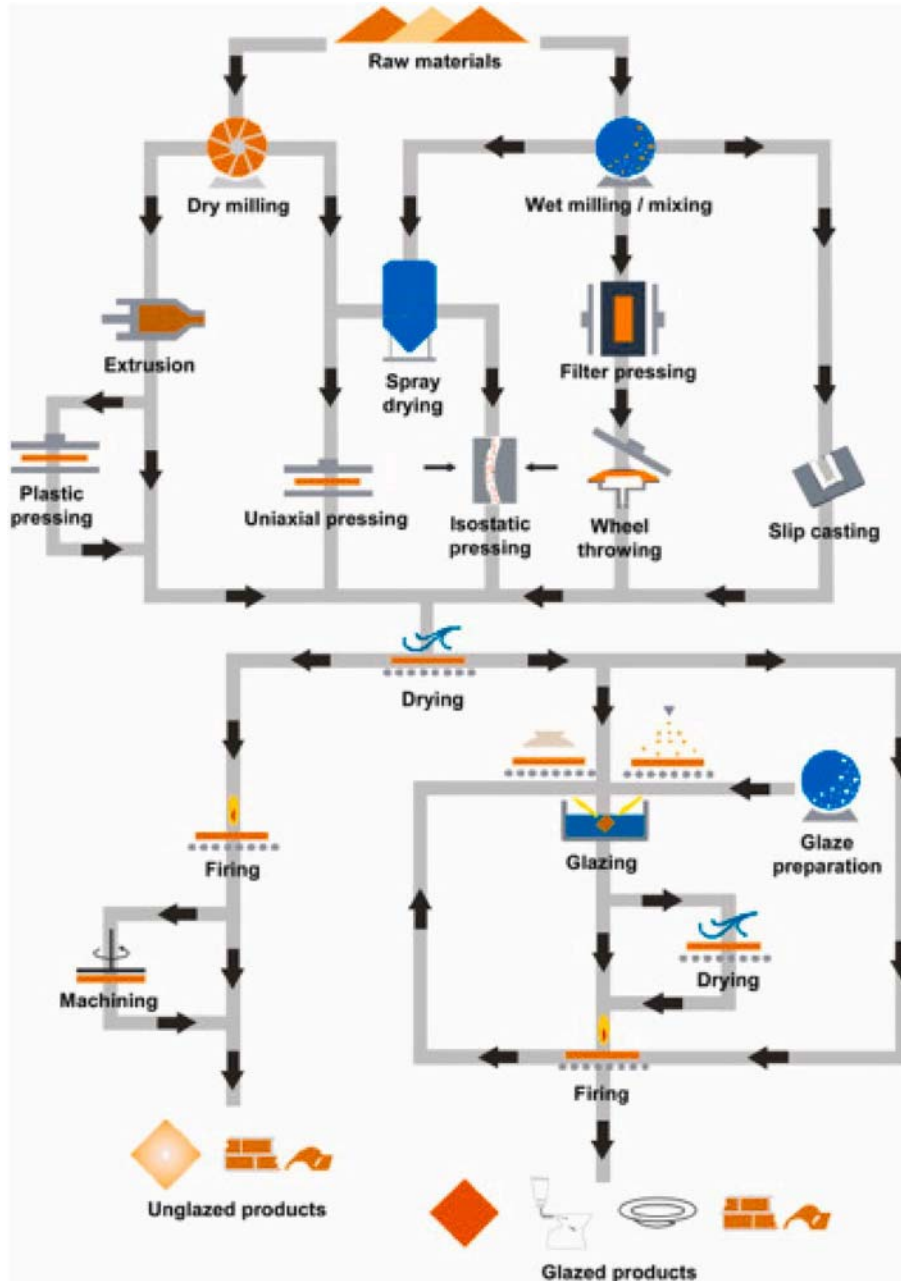 Raw materials
Dry milling
Wet milling / mixing
Extrusion
Spray
drying
Filter pressing
Plastic
pressing
Uniaxial pressing
Isostatic
pressing
Wheel
throwing
Slip casting
Drying
Firing
Glazing
Glaze
preparation
Drying
Machining
Firing
Unglazed products
Glazed products